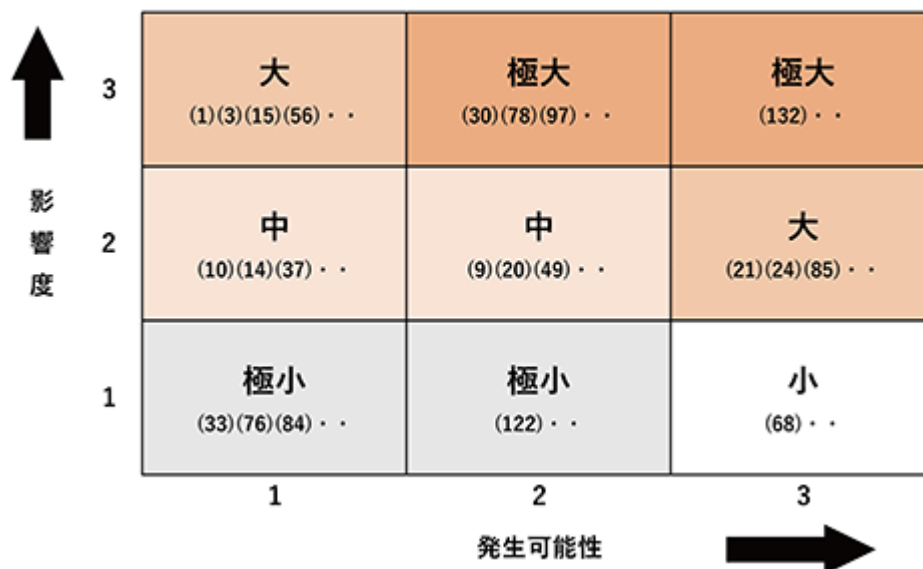 3
大
(1)(3)(15)(56)・・
極大
(30)(78)(97)・・
極大
(132)・・
影響度
2
中
(10)(14)(37)・・
中
(9)(20)(49)・・
大
(21)(24)(85)・・
1
極小
(33)(76)(84)・・
極小
(122)・・
小
(68)・・
1
2
3
発生可能性